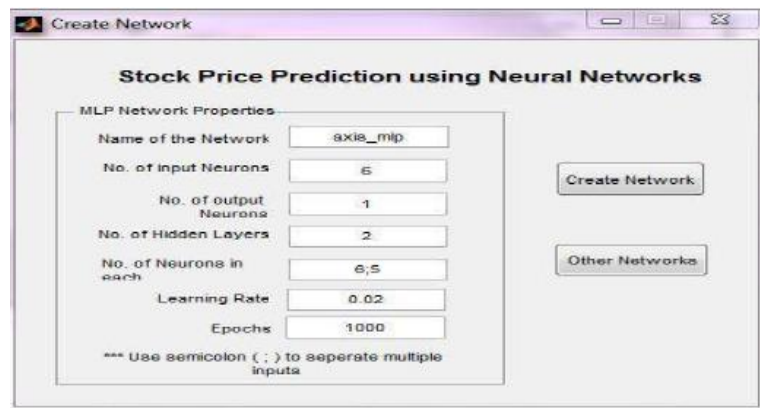 Create Network
Stock Price Prediction using Neural Networks
MLP Network Properties
Name of the Network
axis_mlp
No. of Input Neurons
6
No. of output
Neurons
1
No. of Hidden Layers
2
No. of Neurons in
each
6;5
Learning Rate
0.02
Epochs
1000
*** Use semicolon ( ; ) to seperate multiple
inputs
Create Network
Other Networks